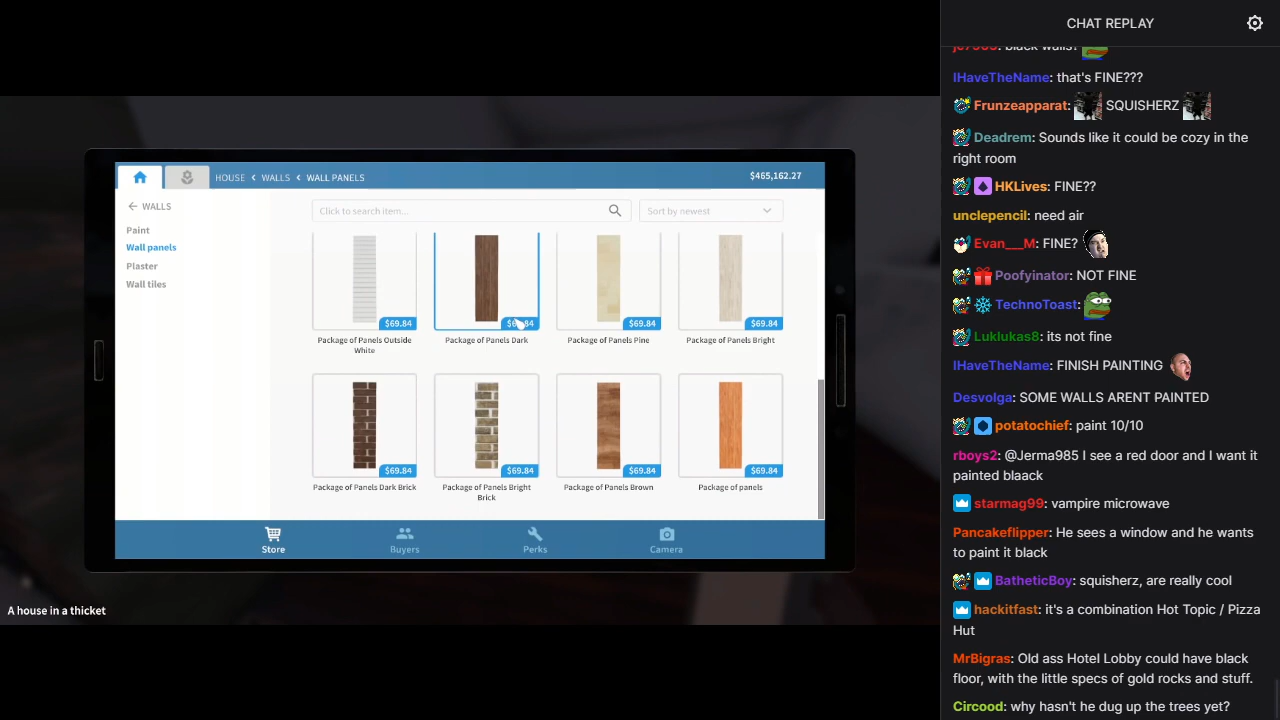 HOUSE < WALLS < WALL PANELS
$465,162.27
WALLS
Click to search item...
Sort by newest
Paint
Wall panels
Plaster
Wall tiles
$69.84
$69.84
$69.84
Package of Panels Outside
White
Package of Panels Dark
Package of Panels Pine
Package of Panels Bright
$69.84
$69.84
$69.84
$69.84
Package of Panels Dark Brick
Package of Panels Bright
Brick
Package of Panels Brown
Package of panels
Store
Buyers
Perks
Camera
A house in a thicket
CHAT REPLAY
black walls?
IHaveTheName: that's FINE???
Frunzeapparat: SQUISHERZ
Deadrem: Sounds like it could be cozy in the
right room
HKLives: FINE??
unclepencil: need air
Evan___M: FINE?
Poofyinator: NOT FINE
TechnoToast:
Luklukas8: its not fine
IHaveTheName: FINISH PAINTING
Desvolga: SOME WALLS ARENT PAINTED
potatochief: paint 10/10
rboys2: @Jerma985 I see a red door and I want it
painted blaack
starmag99: vampire microwave
Pancakeflipper: He sees a window and he wants
to paint it black
BatheticBoy: squisherz, are really cool
hackitfast: it's a combination Hot Topic / Pizza
Hut
MrBigras: Old ass Hotel Lobby could have black
floor, with the little specs of gold rocks and stuff.
Circood: why hasn't he dug up the trees yet?